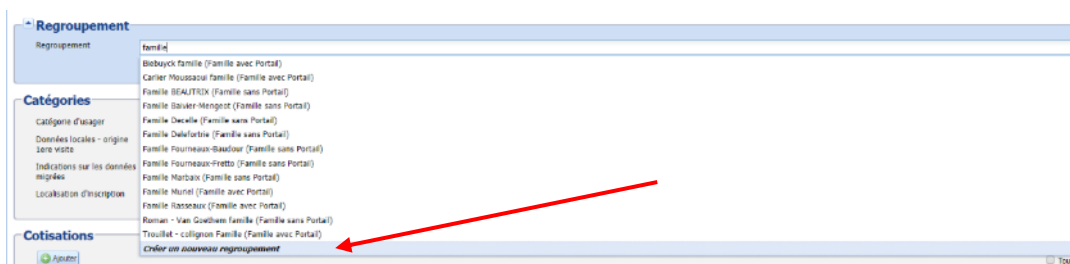 Regroupement
Regroupement
famille
Biebuyck famille (Famille avec Portail)
Carlier Moussaoui famille (Famille avec Portail)
Famille BEAUTRIX (Famille sans Portail)
Famille Baivier-Mengeot (Famille sans Portail)
Famille Decelle (Famille sans Portail)
Famille Delefortrie (Famille sans Portail)
Famille Fourneaux-Baudour (Famille sans Portail)
Famille Fourneaux-Fretto (Famille sans Portail)
Famille Marbaix (Famille sans Portail)
Famille Muriel (Famille avec Portail)
Famille Rasseaux (Famille avec Portail)
Roman - Van Goethem famille (Famille sans Portail)
Trouillet - collignon Famille (Famille avec Portail)
Créer un nouveau regroupement
Catégories
Catégorie d'usager
Données locales - origine
1ere visite
Indications sur les données
migrées
Localisation d'inscription
Cotisations
Ajouter
Tou